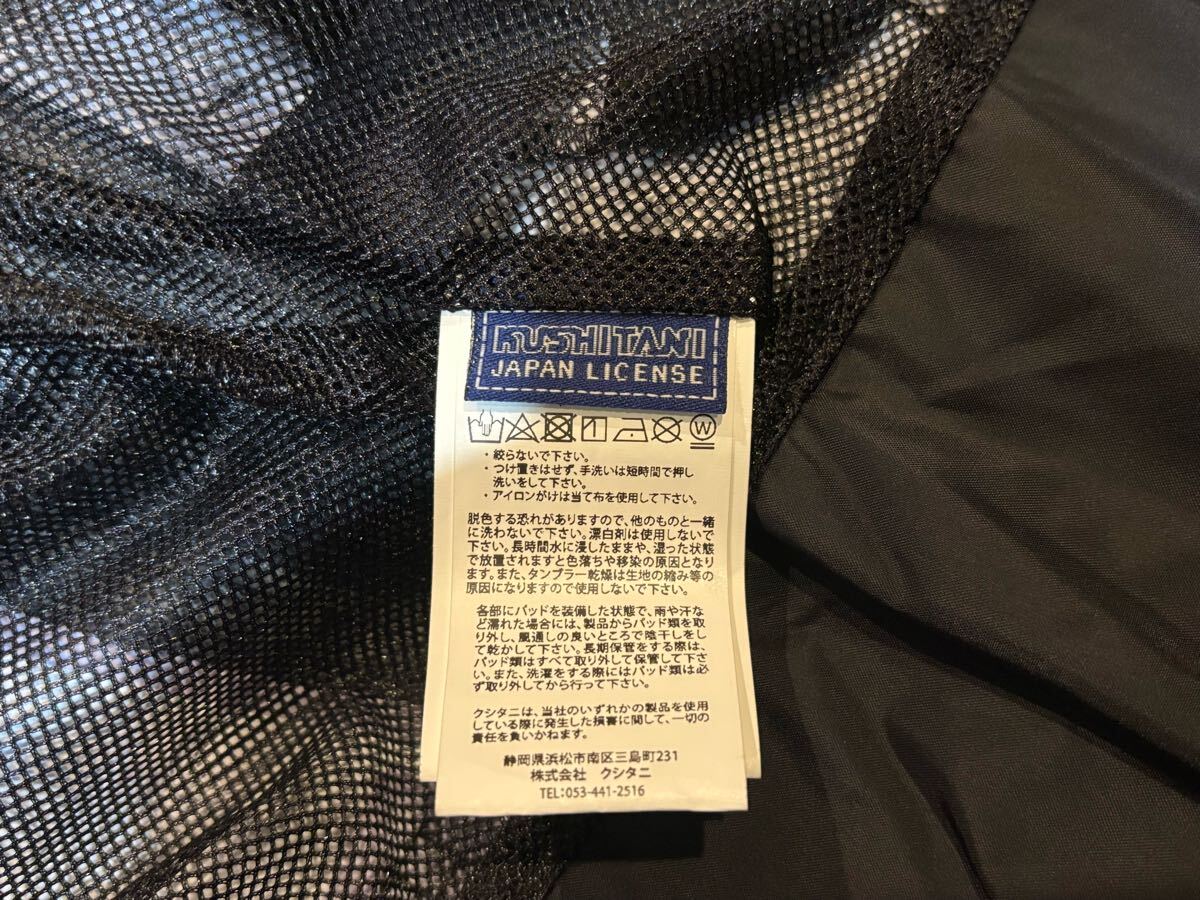 KUSHITANI
JAPAN LICENSE
W
・絞らないで下さい。
・つけ置きはせず、手洗いは短時間で押し
洗いをして下さい。
・アイロンがけは当て布を使用して下さい。
脱色する恐れがありますので、他のものと一緒
に洗わないで下さい。漂白剤は使用しないで
下さい。長時間水に浸したままや、湿った状態
で放置されますと色落ちや移染の原因となり
ます。また、タンブラー乾燥は生地の縮み等の
原因になりますので使用しないで下さい。
各部にパッドを装備した状態で、雨や汗な
ど濡れた場合には、製品からパッド類を取
り外し、風通しの良いところで陰干しをし
て乾かして下さい。長期保管をする際は、
パッド類はすべて取り外して保管して下さ
い。また、洗濯をする際にはパッド類は必
ず取り外してから行って下さい。
クシタニは、当社のいずれかの製品を使用
している際に発生した損害に関して、一切の
責任を負いかねます。
静岡県浜松市南区三島町231
株式会社 クシタニ
TEL:053-441-2516